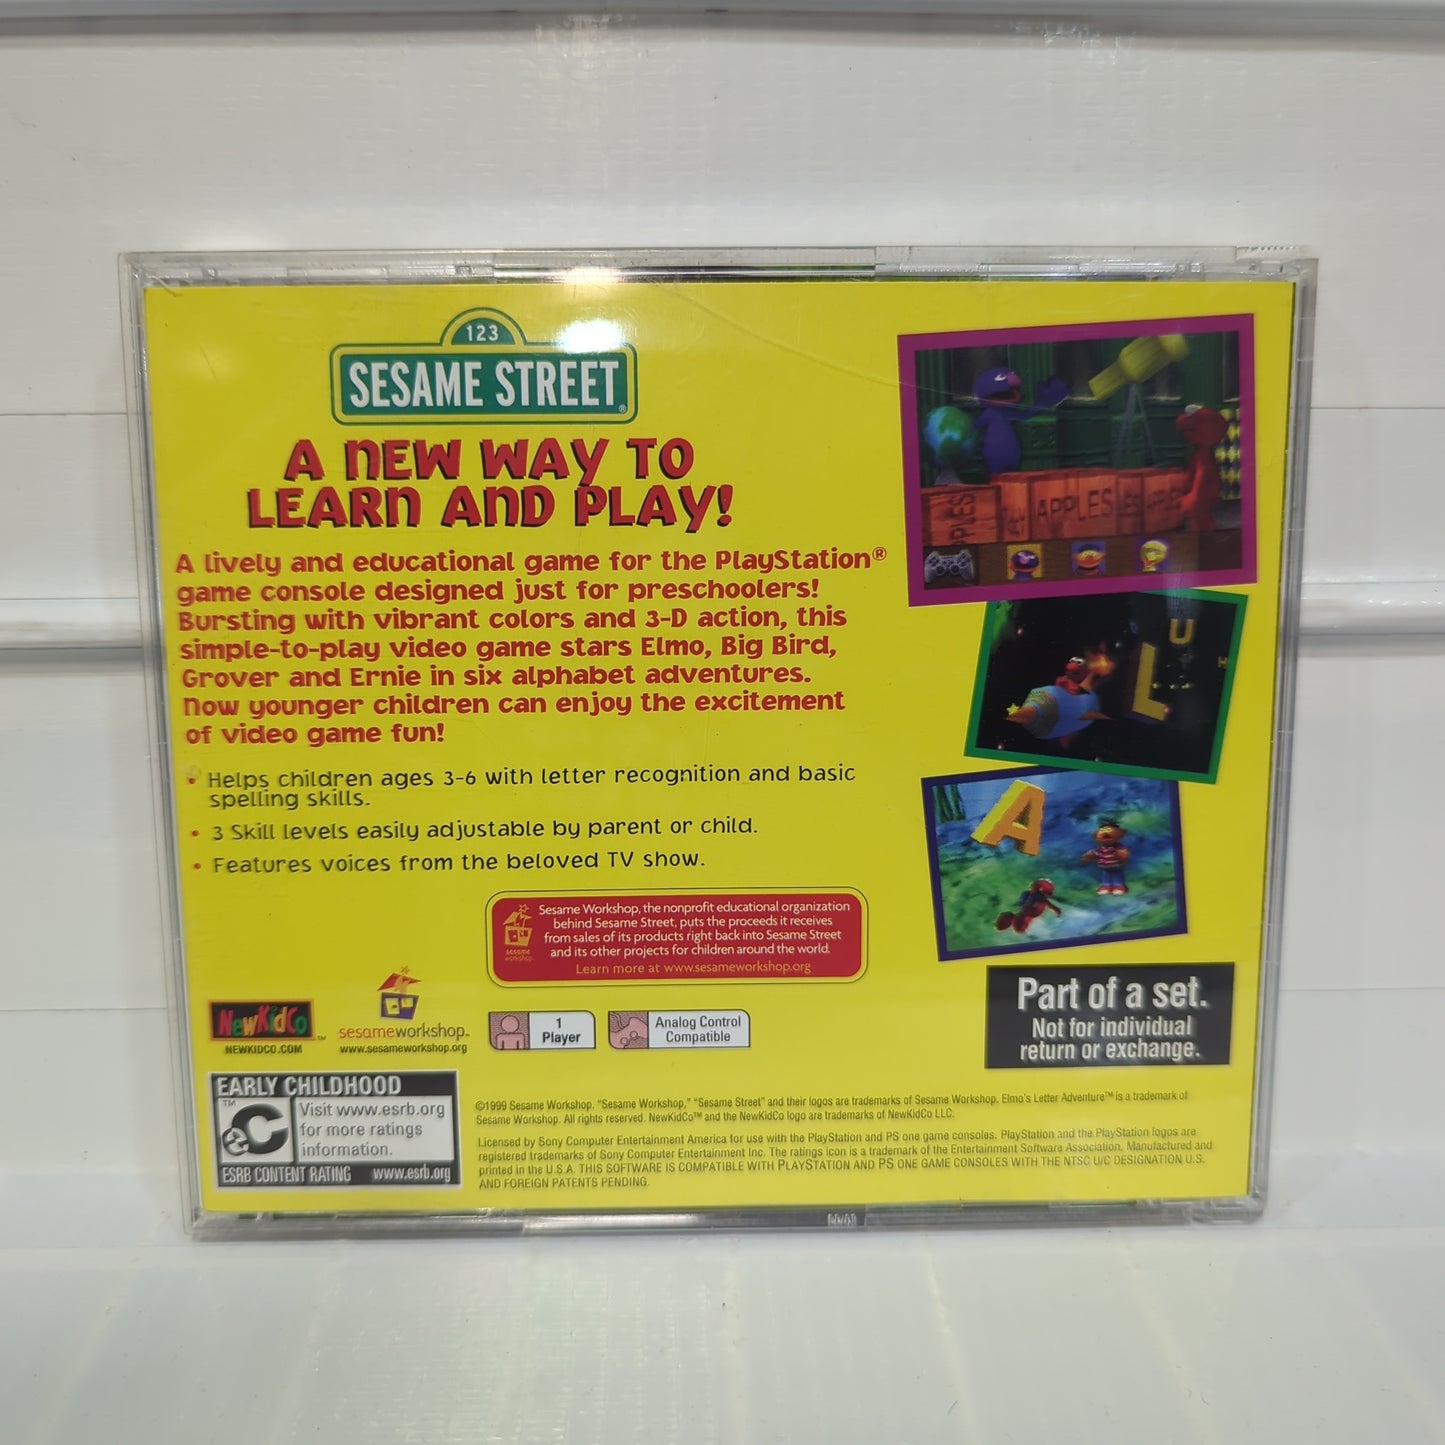 123
SESAME STREET®
A NEW WAY TO
LEARN AND PLAY!
A lively and educational game for the PlayStation®
game console designed just for preschoolers!
Bursting with vibrant colors and 3-D action, this
simple-to-play video game stars Elmo, Big Bird,
Grover and Ernie in six alphabet adventures.
Now younger children can enjoy the excitement
of video game fun!
• Helps children ages 3-6 with letter recognition and basic
spelling skills.
• 3 Skill levels easily adjustable by parent or child.
• Features voices from the beloved TV show.
APPLES
U
L
H
A
sesame
workshop
Sesame Workshop, the nonprofit educational organization
behind Sesame Street, puts the proceeds it receives
from sales of its products right back into Sesame Street
and its other projects for children around the world.
Learn more at www.sesameworkshop.org
NewKidCo™
NEWKIDCO.COM
sesameworkshop™
www.sesameworkshop.org
1
Player
Analog Control
Compatible
Part of a set.
Not for individual
return or exchange.
EARLY CHILDHOOD
TM
eC
Visit www.esrb.org
for more ratings
information.
ESRB CONTENT RATING www.esrb.org
©1999 Sesame Workshop. "Sesame Workshop," "Sesame Street" and their logos are trademarks of Sesame Workshop. Elmo's Letter Adventure™ is a trademark of
Sesame Workshop. All rights reserved. NewKidCo™ and the NewKidCo logo are trademarks of NewKidCo LLC.
Licensed by Sony Computer Entertainment America for use with the PlayStation and PS one game consoles. PlayStation and the PlayStation logos are
registered trademarks of Sony Computer Entertainment Inc. The ratings icon is a trademark of the Entertainment Software Association. Manufactured and
printed in the U.S.A. THIS SOFTWARE IS COMPATIBLE WITH PLAYSTATION AND PS ONE GAME CONSOLES WITH THE NTSC U/C DESIGNATION U.S.
AND FOREIGN PATENTS PENDING.